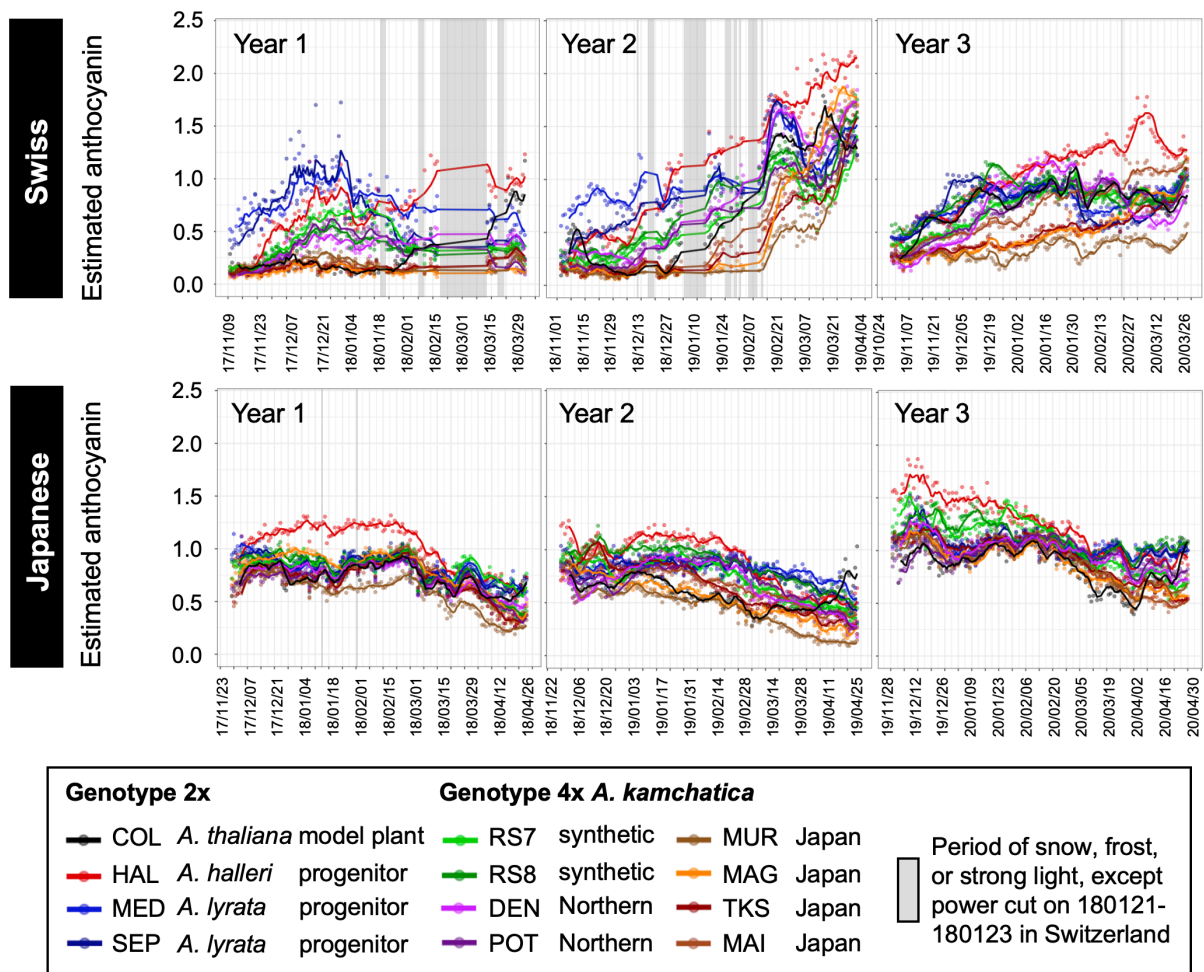 Swiss
Estimated anthocyanin
2.5
2.0
1.5
1.0
0.5
0.0
Year 1
Year 2
Year 3
17/11/09
17/11/23
17/12/07
17/12/21
18/01/04
18/01/18
18/02/01
18/02/15
18/03/01
18/03/15
18/03/29
18/11/01
18/11/15
18/11/29
18/12/13
18/12/27
19/01/10
19/01/24
19/02/07
19/02/21
19/03/07
19/03/21
19/04/04
19/10/24
19/11/07
19/11/21
19/12/05
19/12/19
20/01/02
20/01/16
20/01/30
20/02/13
20/02/27
20/03/12
20/03/26
Japanese
Estimated anthocyanin
2.5
2.0
1.5
1.0
0.5
0.0
Year 1
Year 2
Year 3
17/11/23
17/12/07
17/12/21
18/01/04
18/01/18
18/02/01
18/02/15
18/03/01
18/03/15
18/03/29
18/04/12
18/04/26
18/11/22
18/12/06
18/12/20
19/01/03
19/01/17
19/01/31
19/02/14
19/02/28
19/03/14
19/03/28
19/04/11
19/04/25
19/11/28
19/12/12
19/12/26
20/01/09
20/01/23
20/02/06
20/02/20
20/03/05
20/03/19
20/04/02
20/04/16
20/04/30
Genotype 2x
COL A. thaliana model plant
HAL A. halleri progenitor
MED A. lyrata progenitor
SEP A. lyrata progenitor
Genotype 4x A. kamchatica
RS7 synthetic
RS8 synthetic
DEN Northern
POT Northern
MUR Japan
MAG Japan
TKS Japan
MAI Japan
Period of snow, frost,
or strong light, except
power cut on 180121-
180123 in Switzerland